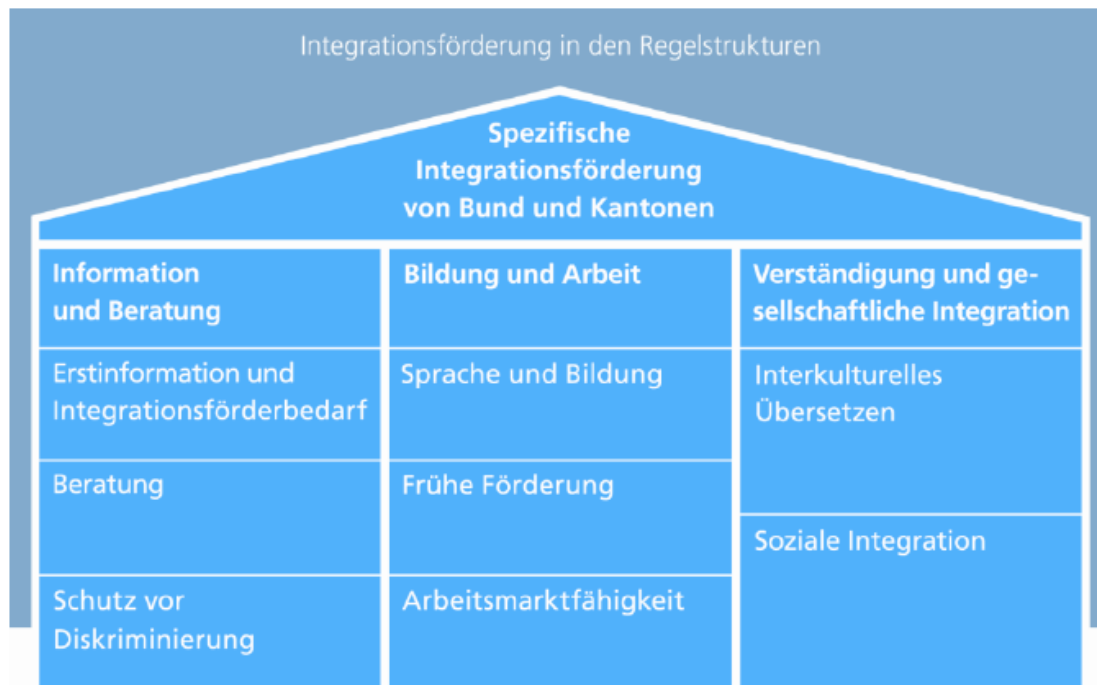 Integrationsförderung in den Regelstrukturen
Spezifische
Integrationsförderung
von Bund und Kantonen
Information
und Beratung
Erstinformation und
Integrationsförderbedarf
Beratung
Schutz vor
Diskriminierung
Bildung und Arbeit
Sprache und Bildung
Frühe Förderung
Arbeitsmarktfähigkeit
Verständigung und ge-
sellschaftliche Integration
Interkulturelles
Übersetzen
Soziale Integration